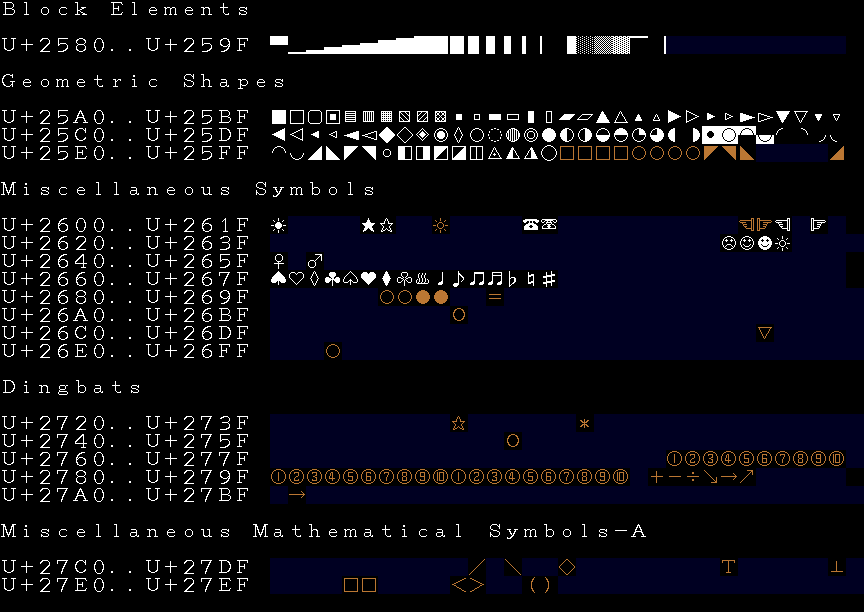 Block Elements
U+2580..U+259F
Geometric Shapes
U+25A0..U+25BF
U+25C0..U+25DF
U+25E0..U+25FF
Miscellaneous Symbols
U+2600..U+261F
U+2620..U+263F
U+2640..U+265F
U+2660..U+267F
U+2680..U+269F
U+26A0..U+26BF
U+26C0..U+26DF
U+26E0..U+26FF
Dingbats
U+2720..U+273F
U+2740..U+275F
U+2760..U+277F ①②③④⑤⑥⑦⑧⑨⑩
U+2780..U+279F ①②③④⑤⑥⑦⑧⑨⑩①②③④⑤⑥⑦⑧⑨⑩ +−÷↘→↗
U+27A0..U+27BF →
Miscellaneous Mathematical Symbols-A
U+27C0..U+27DF
U+27E0..U+27EF